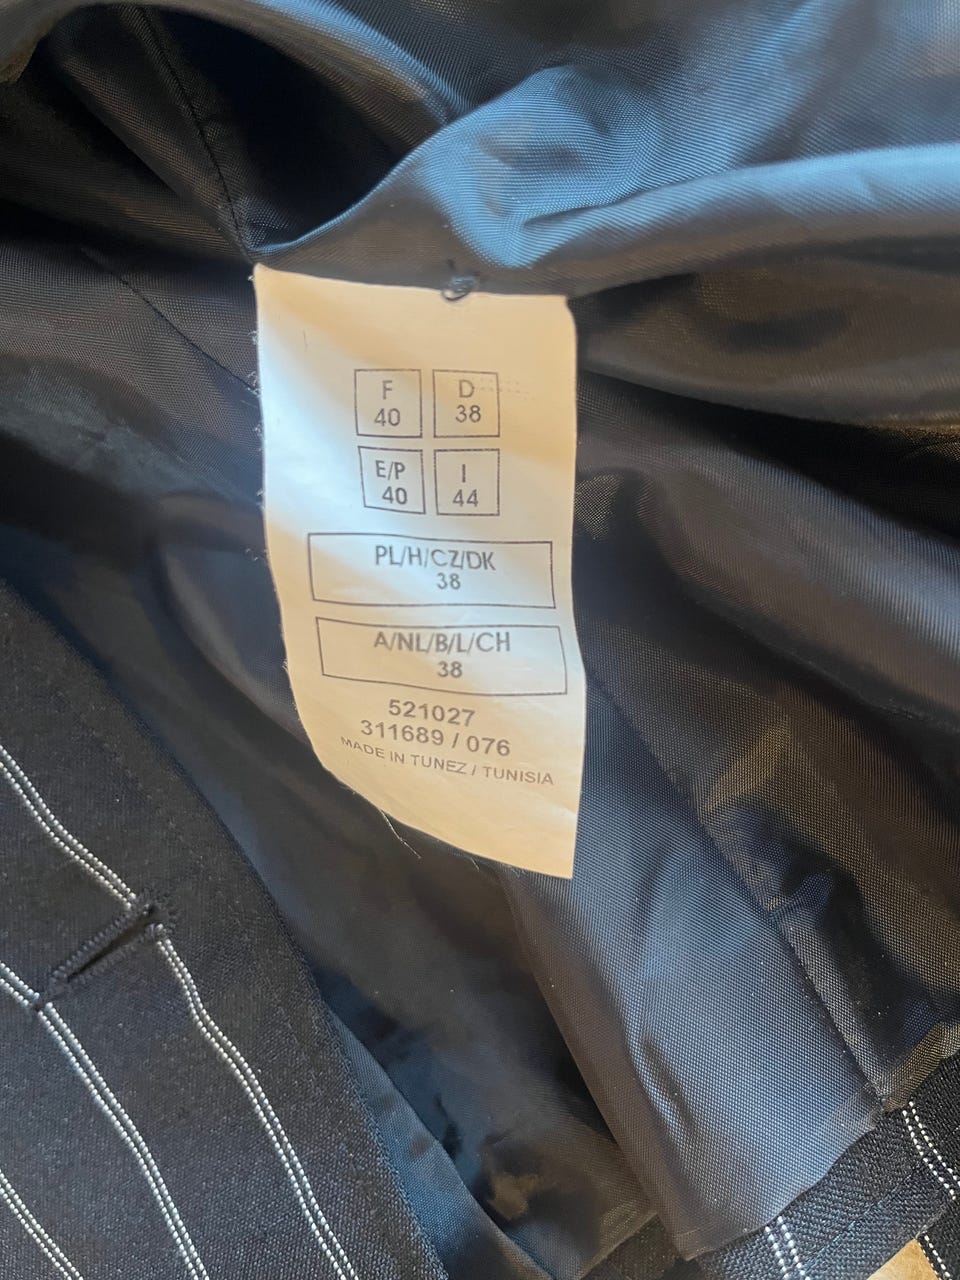 F D
40 38
E/P I
40 44
PL/H/CZ/DK
38
A/NL/B/L/CH
38
521027
311689 / 076
MADE IN TUNEZ / TUNISIA